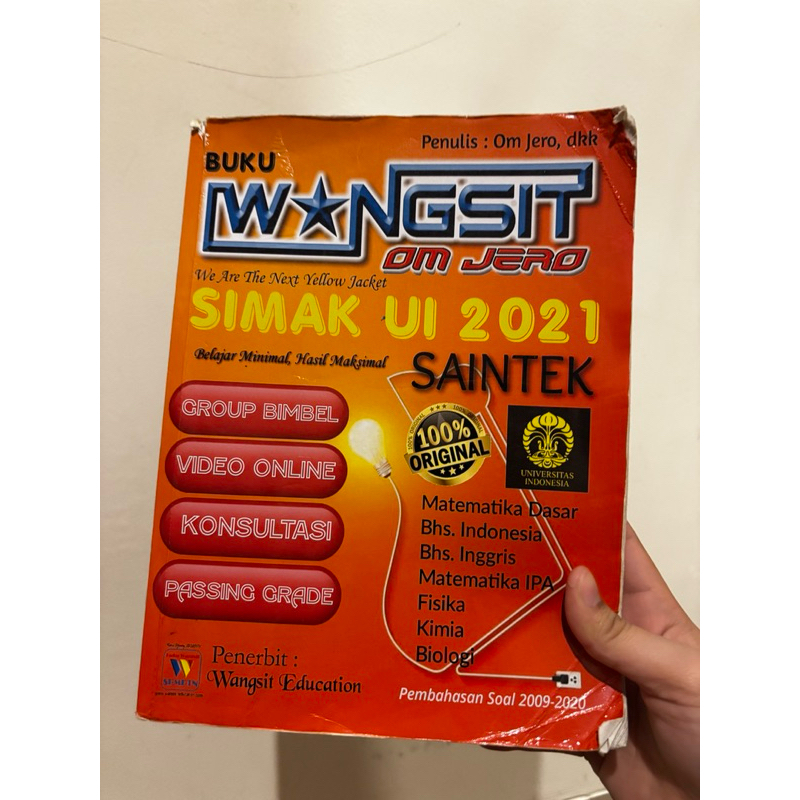 Penulis : Om Jero, dkk
BUKU
WANGSIT
OM JERO
We Are The Next Yellow Jacket
SIMAK UI 2021
Belajar Minimal, Hasil Maksimal
SAINTEK
GROUP BIMBEL
VIDEO ONLINE
KONSULTASI
PASSING GRADE
100%
ORIGINAL
UNIVERSITAS
INDONESIA
Matematika Dasar
Bhs. Indonesia
Bhs. Inggris
Matematika IPA
Fisika
Kimia
Biologi
Penerbit :
Wangsit Education
Pembahasan Soal 2009-2020